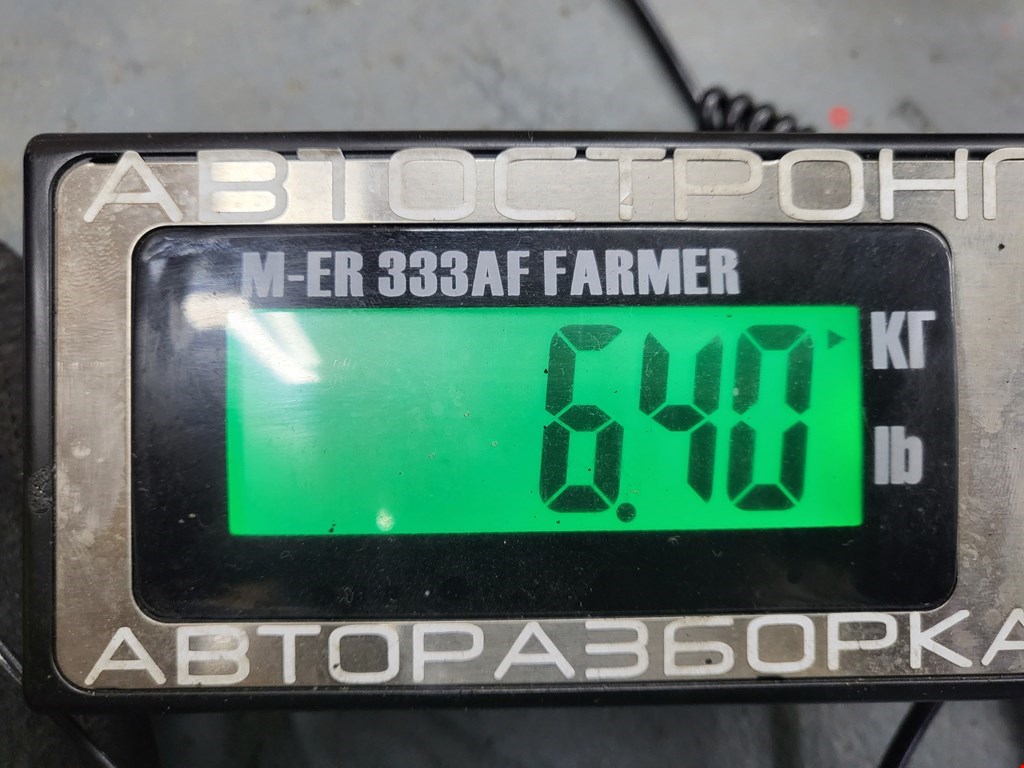 АВТОСТРОНГ
M-ER 333AF FARMER
6.40
КГ
lb
АВТОРАЗБОРКА